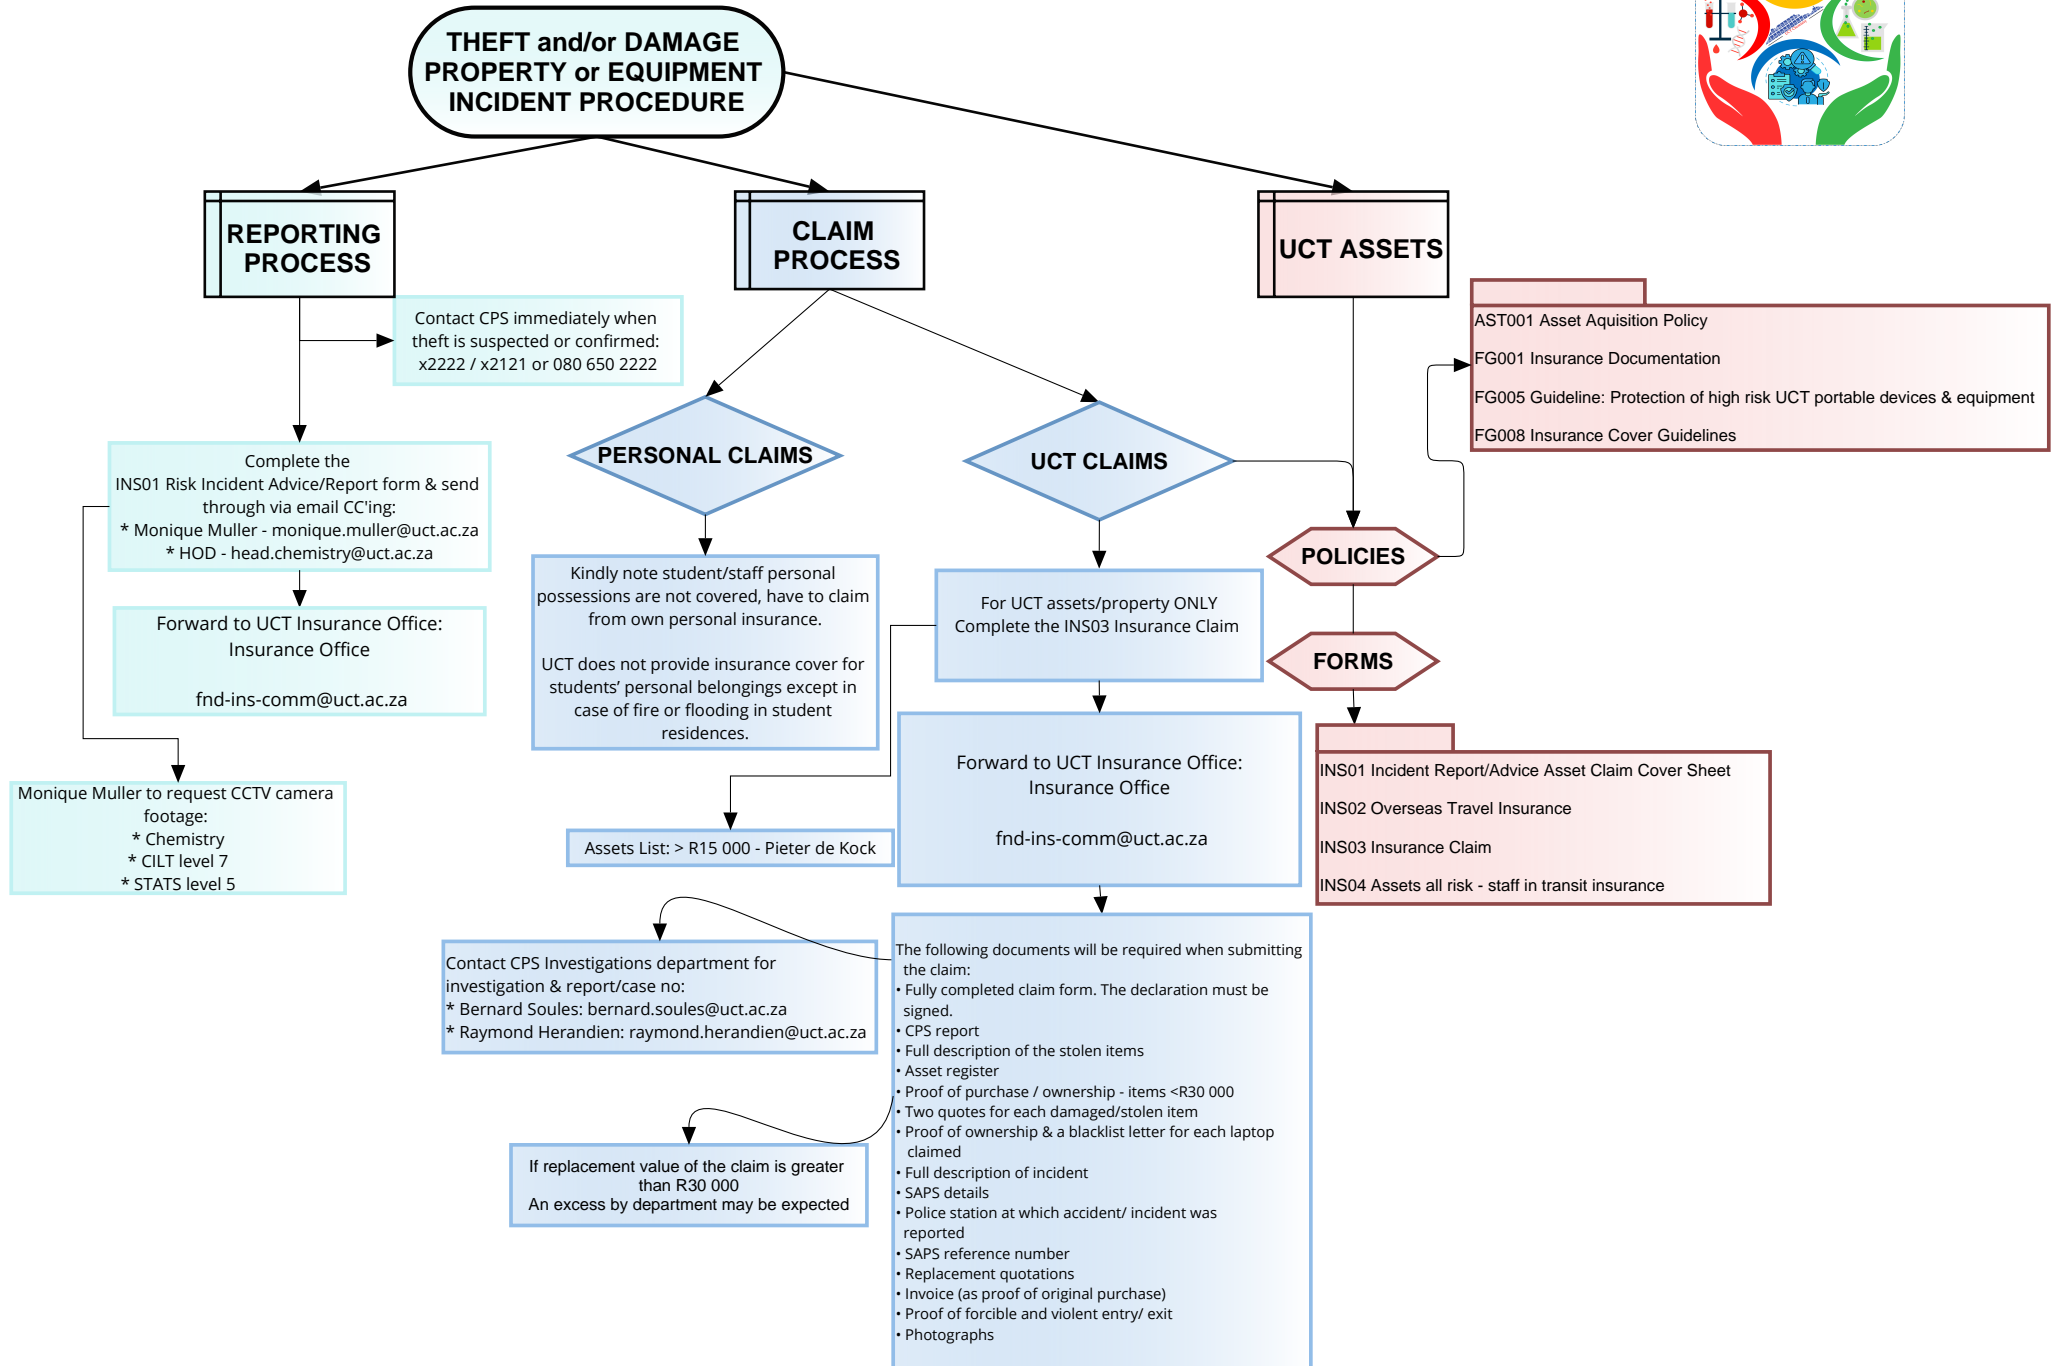 THEFT and/or DAMAGE
PROPERTY or EQUIPMENT
INCIDENT PROCEDURE
REPORTING
PROCESS
CLAIM
PROCESS
UCT ASSETS
Contact CPS immediately when
theft is suspected or confirmed:
x2222 / x2121 or 080 650 2222
Complete the
INS01 Risk Incident Advice/Report form & send
through via email CC'ing:
* Monique Muller - monique.muller@uct.ac.za
* HOD - head.chemistry@uct.ac.za
Forward to UCT Insurance Office:
Insurance Office
fnd-ins-comm@uct.ac.za
Monique Muller to request CCTV camera
footage:
* Chemistry
* CILT level 7
* STATS level 5
PERSONAL CLAIMS
Kindly note student/staff personal
possessions are not covered, have to claim
from own personal insurance.
UCT does not provide insurance cover for
students’ personal belongings except in
case of fire or flooding in student
residences.
UCT CLAIMS
For UCT assets/property ONLY
Complete the INS03 Insurance Claim
Assets List: > R15 000 - Pieter de Kock
Forward to UCT Insurance Office:
Insurance Office
fnd-ins-comm@uct.ac.za
Contact CPS Investigations department for
investigation & report/case no:
* Bernard Soules: bernard.soules@uct.ac.za
* Raymond Herandien: raymond.herandien@uct.ac.za
If replacement value of the claim is greater
than R30 000
An excess by department may be expected
The following documents will be required when submitting
the claim:
• Fully completed claim form. The declaration must be
signed.
• CPS report
• Full description of the stolen items
• Asset register
• Proof of purchase / ownership - items <R30 000
• Two quotes for each damaged/stolen item
• Proof of ownership & a blacklist letter for each laptop
claimed
• Full description of incident
• SAPS details
• Police station at which accident/ incident was
reported
• SAPS reference number
• Replacement quotations
• Invoice (as proof of original purchase)
• Proof of forcible and violent entry/ exit
• Photographs
POLICIES
AST001 Asset Aquisition Policy
FG001 Insurance Documentation
FG005 Guideline: Protection of high risk UCT portable devices & equipment
FG008 Insurance Cover Guidelines
FORMS
INS01 Incident Report/Advice Asset Claim Cover Sheet
INS02 Overseas Travel Insurance
INS03 Insurance Claim
INS04 Assets all risk - staff in transit insurance